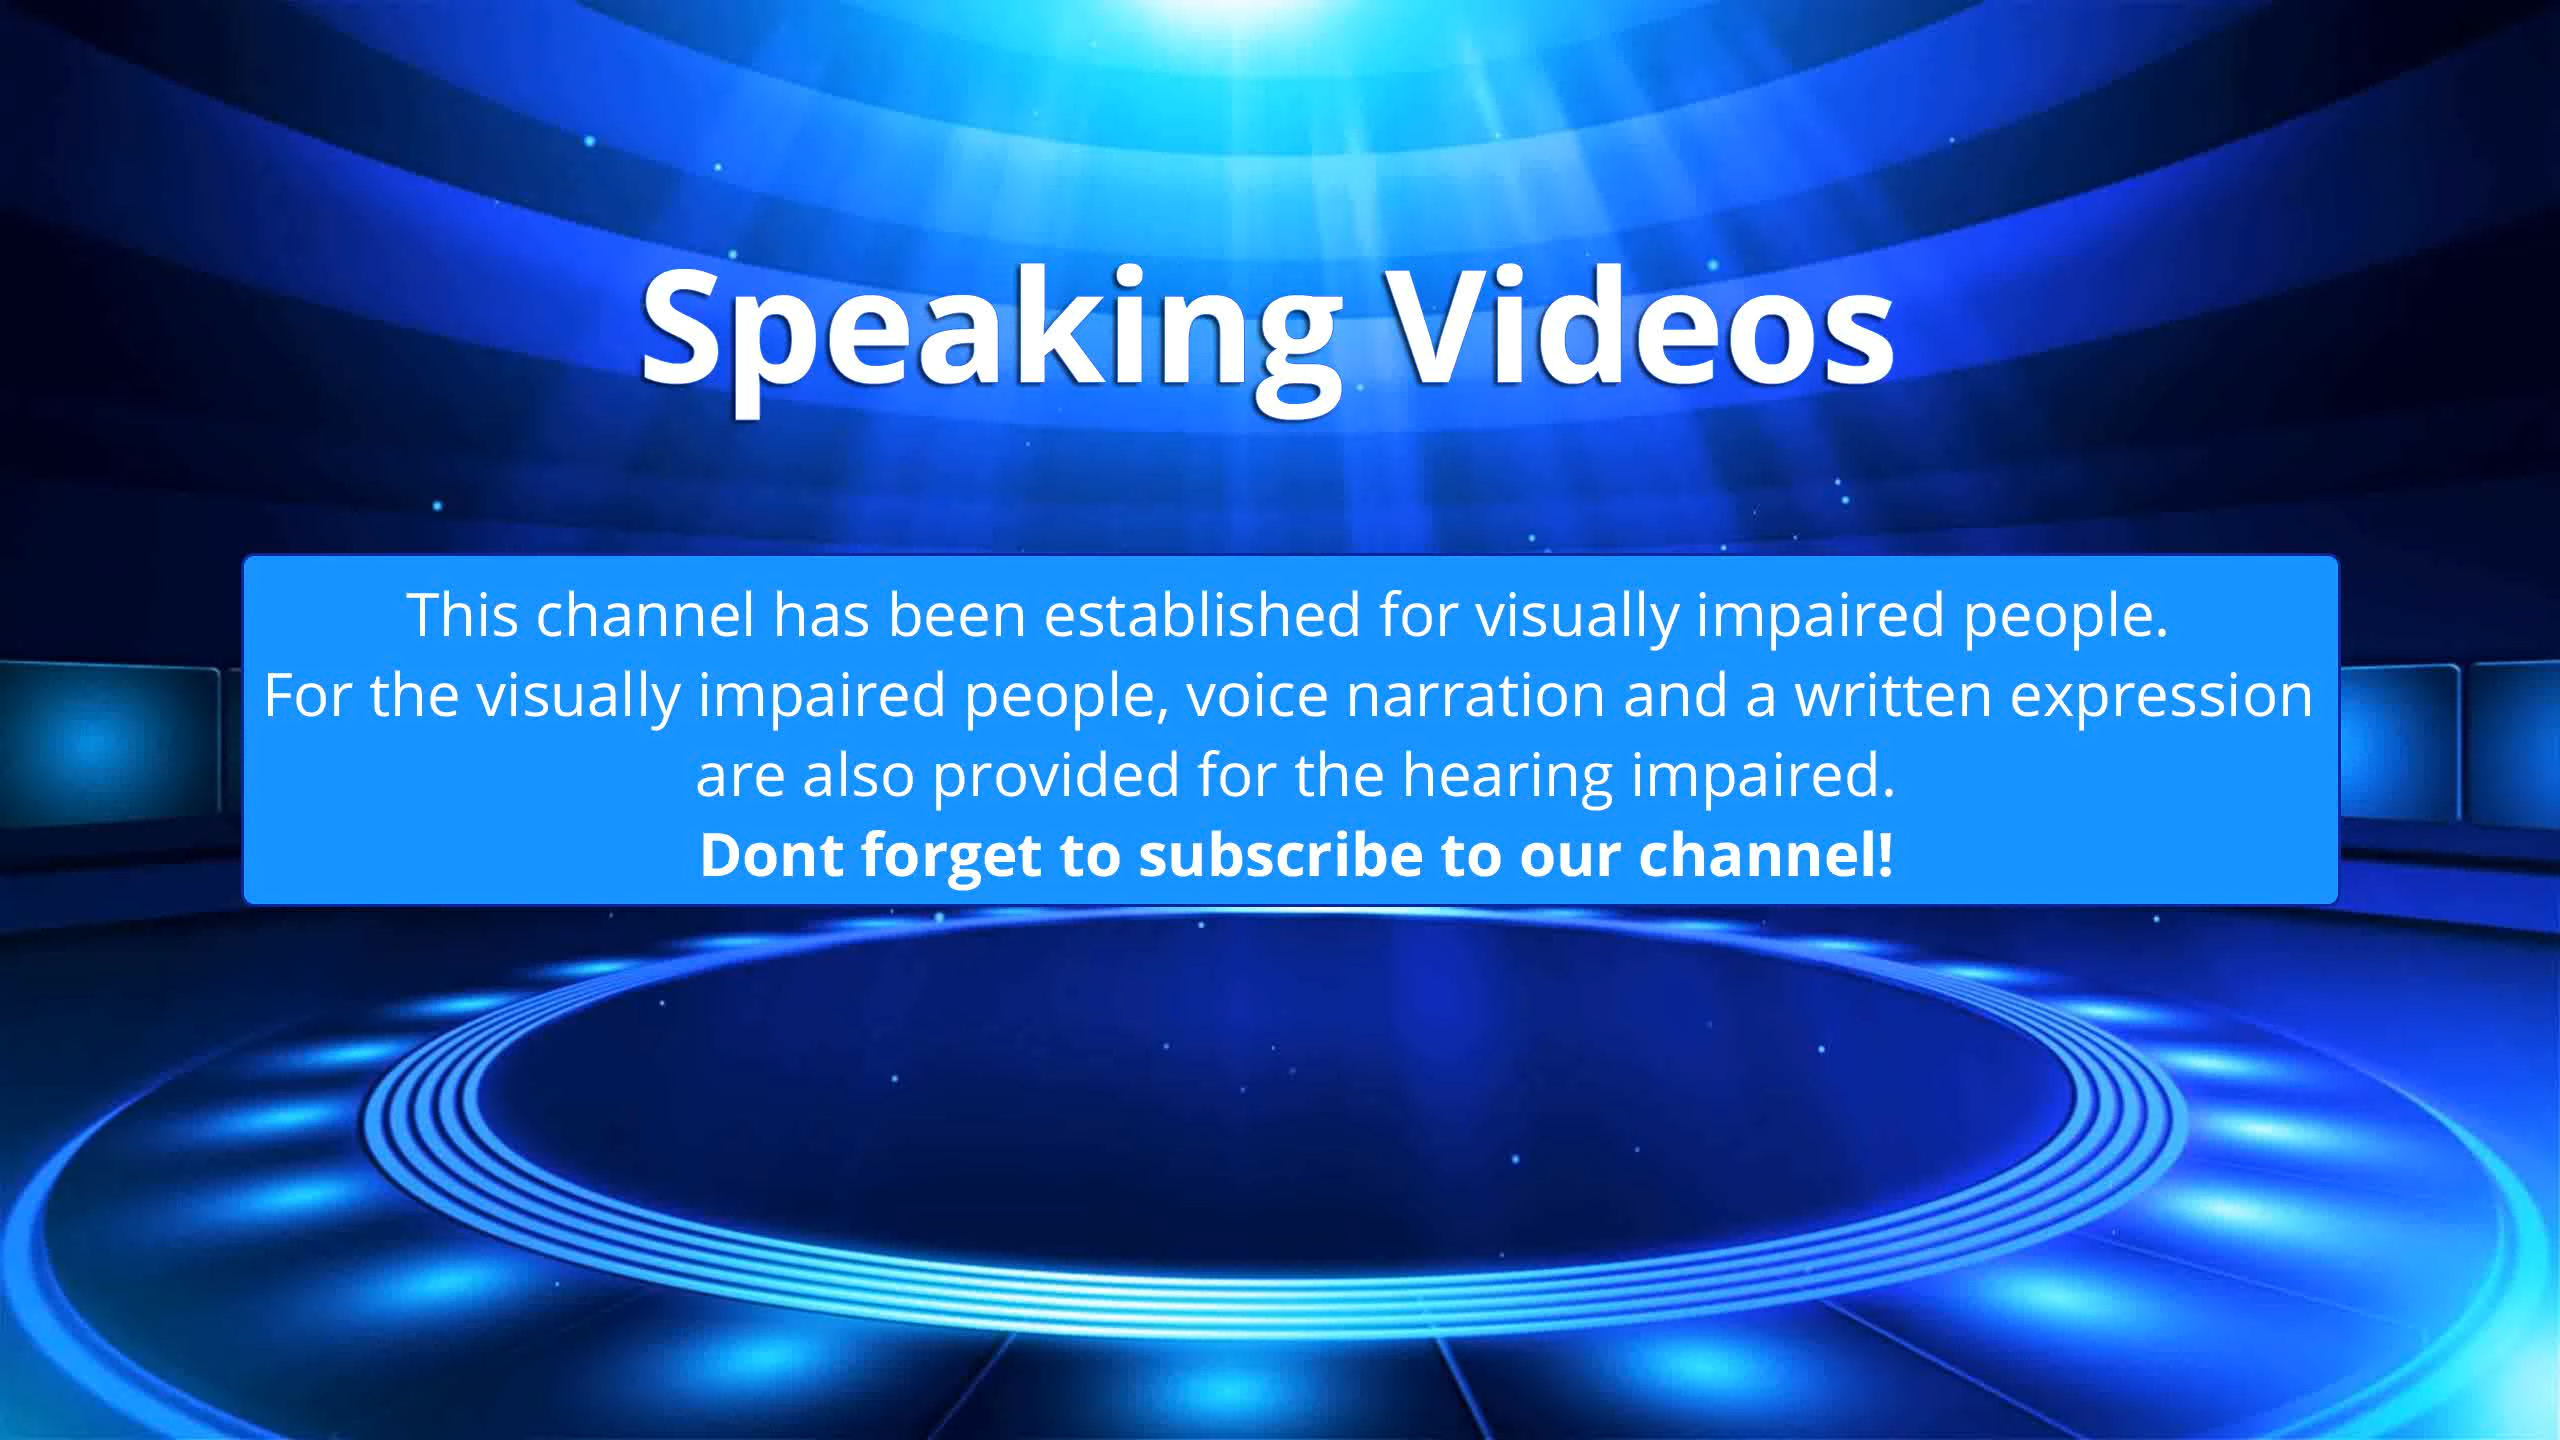 Speaking Videos
This channel has been established for visually impaired people.
For the visually impaired people, voice narration and a written expression
are also provided for the hearing impaired.
Dont forget to subscribe to our channel!